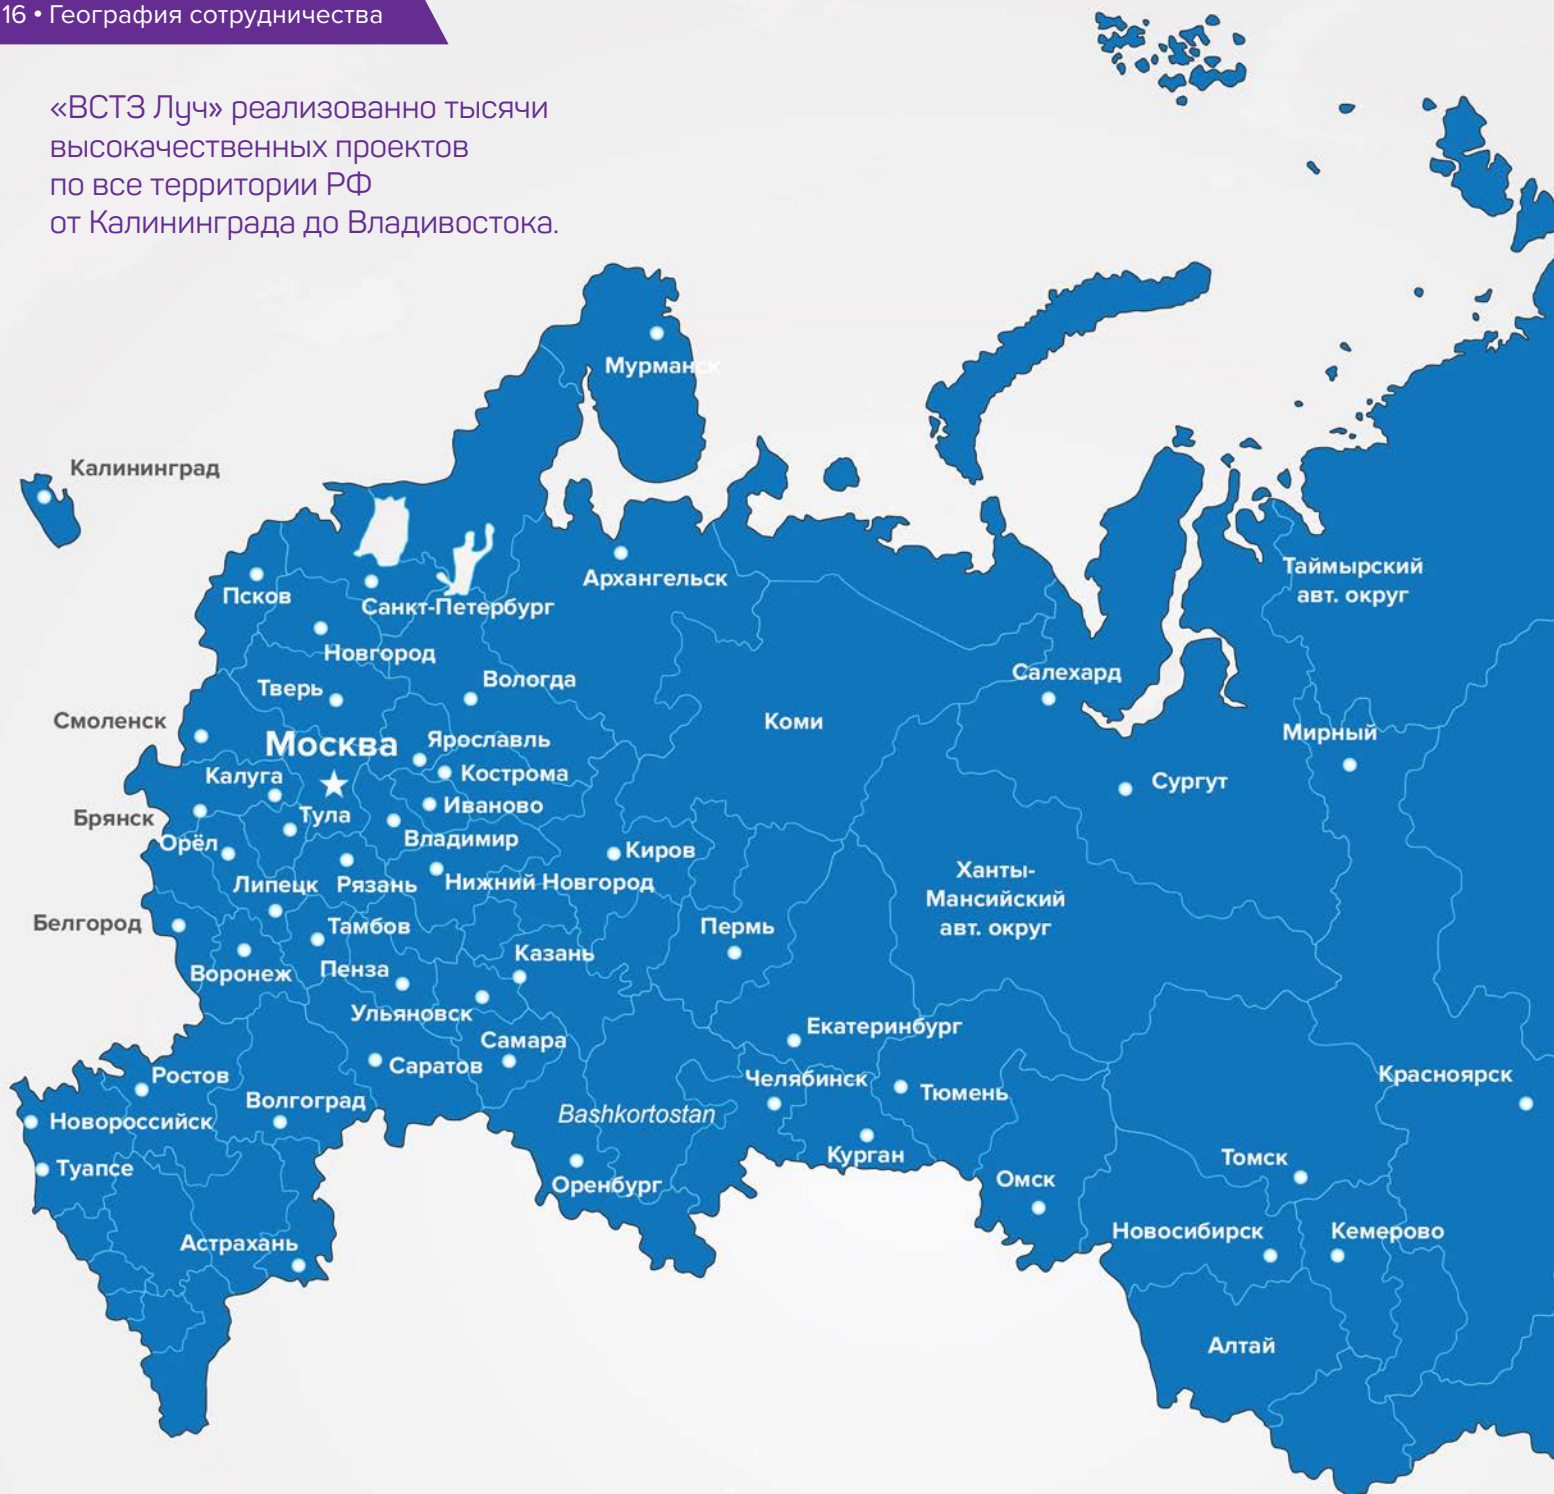 16 • География сотрудничества
«ВСТЗ Луч» реализованно тысячи
высокачественных проектов
по все территории РФ
от Калининграда до Владивостока.
Мурманск
Калининград
Архангельск
Таймырский
авт. округ
Псков
Санкт-Петербург
Новгород
Вологда
Салехард
Тверь
Смоленск
Коми
Мирный
Москва
Ярославль
Калуга
Кострома
Сургут
Иваново
Брянск
Тула
Владимир
Орёл
Киров
Липецк
Рязань
Нижний Новгород
Ханты-
Мансийский
авт. округ
Белгород
Тамбов
Пермь
Казань
Воронеж
Пенза
Ульяновск
Екатеринбург
Самара
Саратов
Ростов
Челябинск
Тюмень
Красноярск
Волгоград
Bashkortostan
Новороссийск
Курган
Туапсе
Томск
Оренбург
Омск
Астрахань
Новосибирск
Кемерово
Алтай